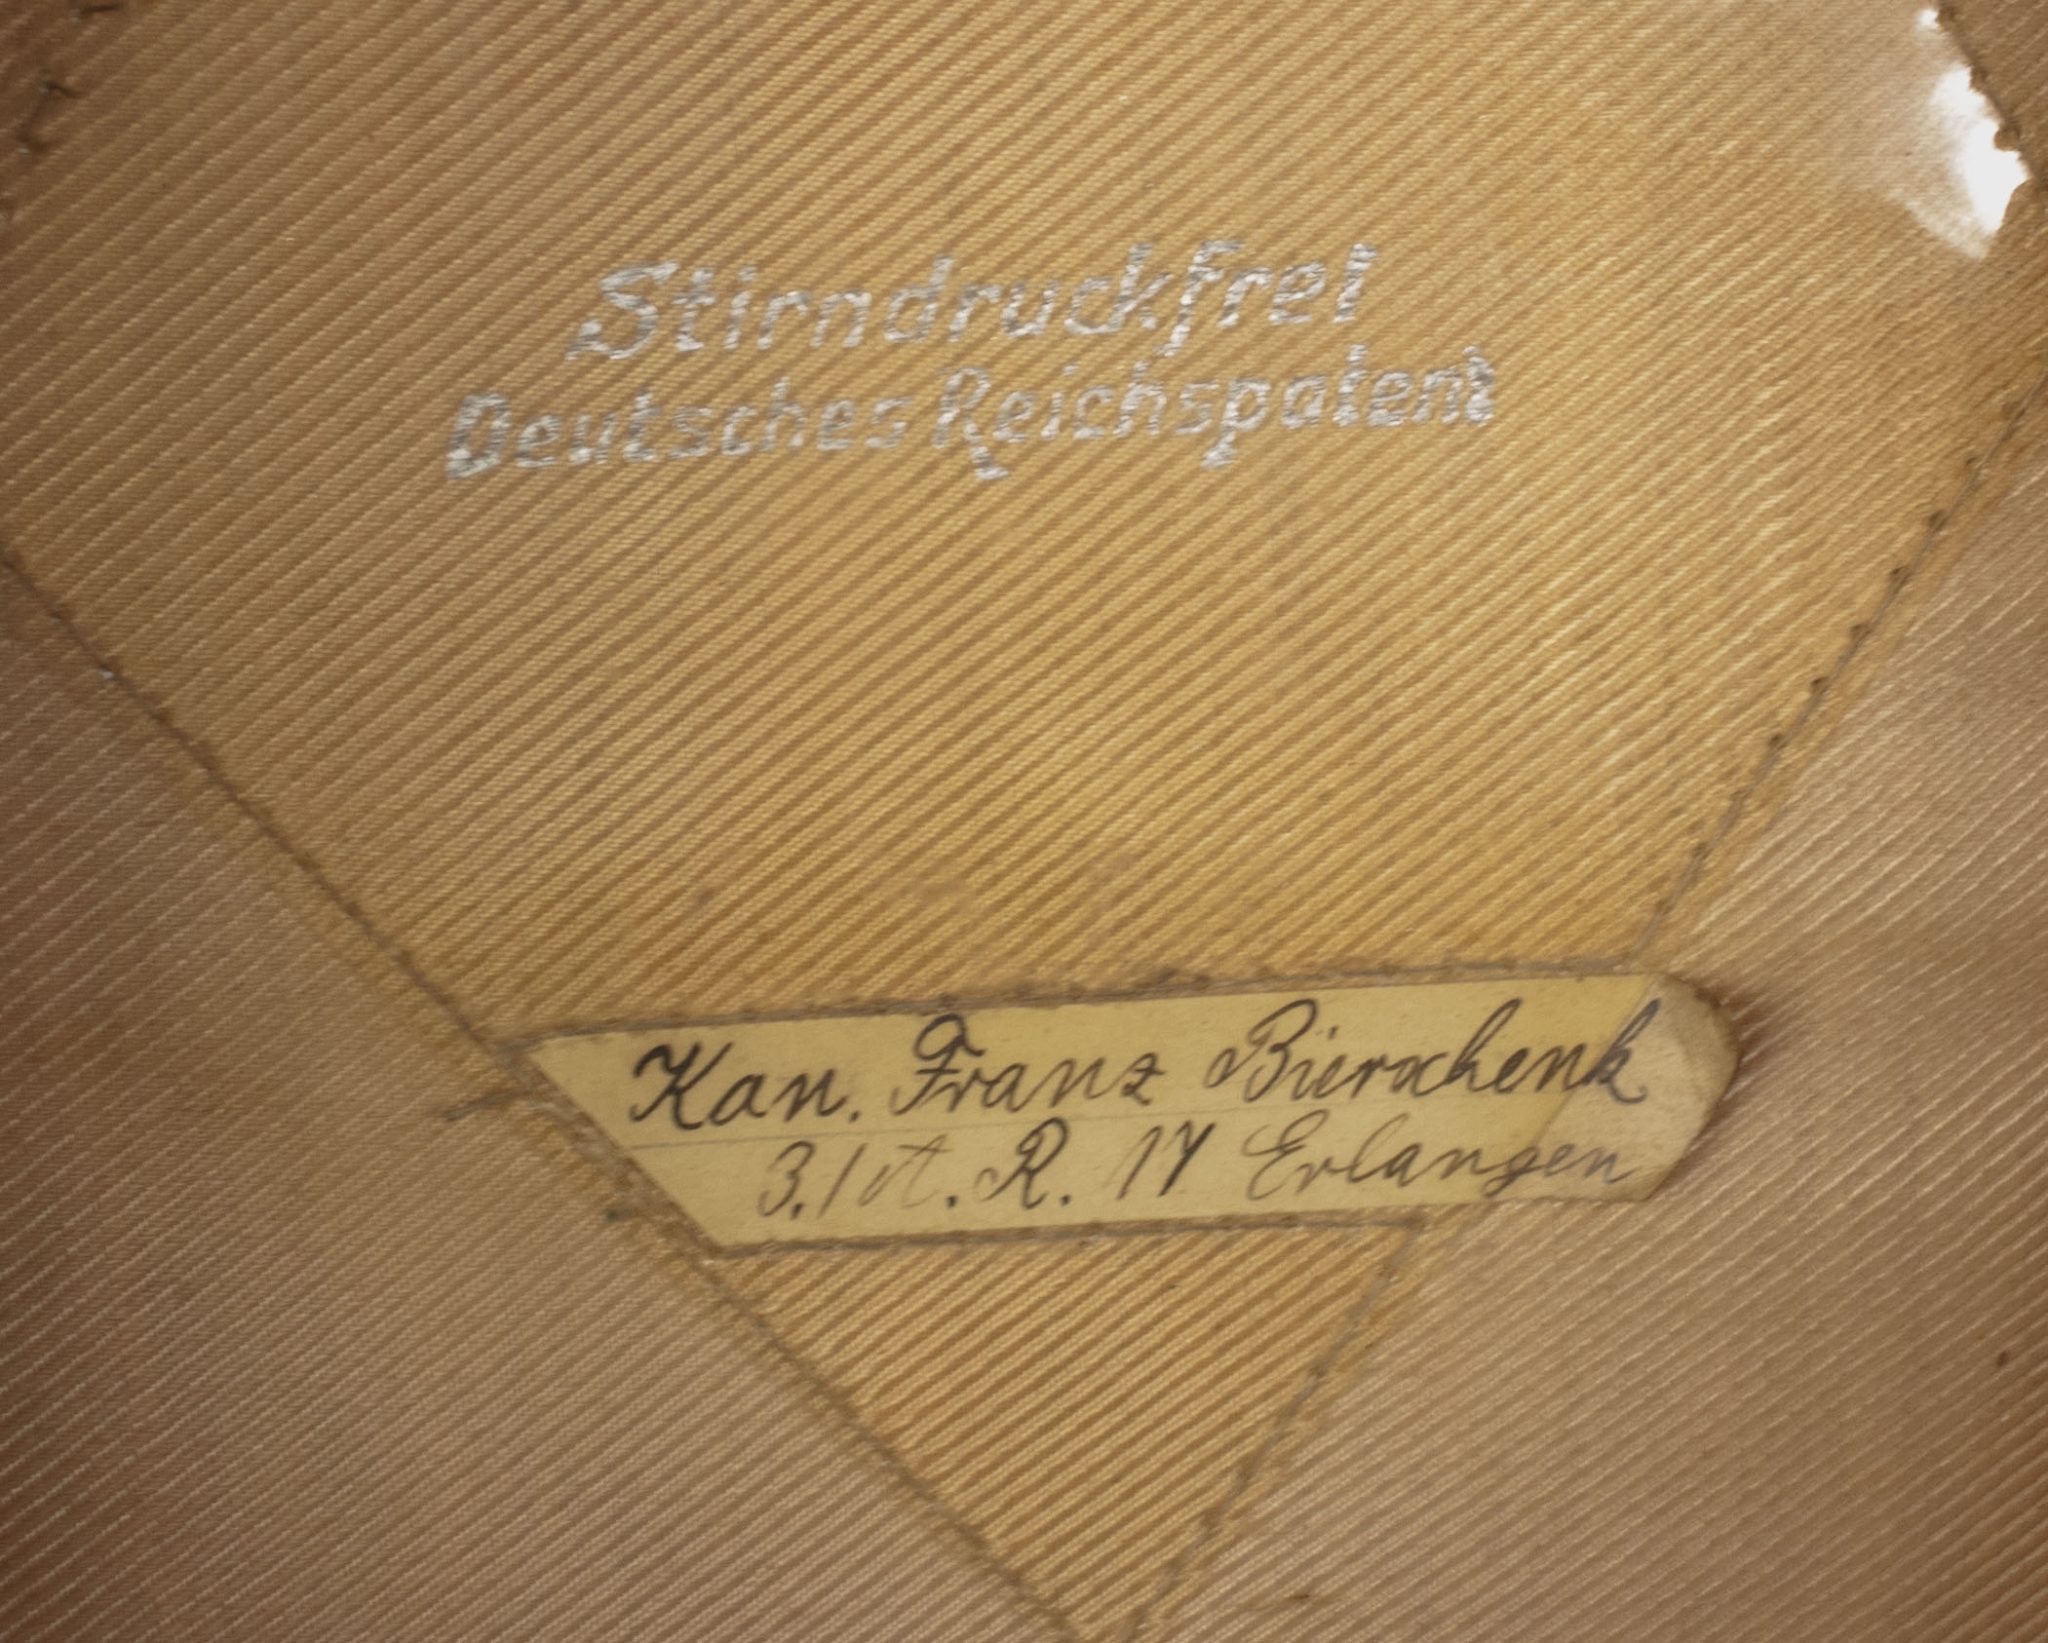 Stirndruckfrei
Deutsches Reichspatent
Kan. Franz Bierschenk
3./ A. R. 17 Erlangen